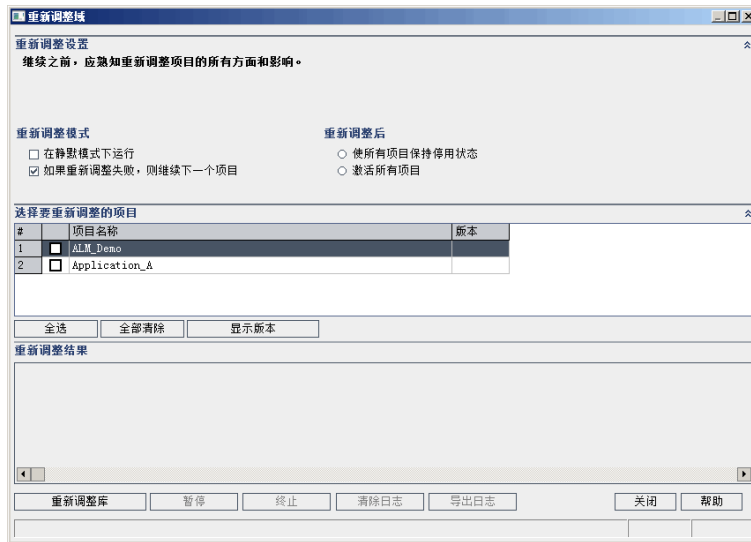 重新调整域
重新调整设置
继续之前，应熟知重新调整项目的所有方面和影响。
重新调整模式
重新调整后
在静默模式下运行
使所有项目保持停用状态
如果重新调整失败，则继续下一个项目
激活所有项目
选择要重新调整的项目
# 项目名称 版本
1 ALM_Demo
2 Application_A
全选 全部清除 显示版本
重新调整结果
重新调整库 暂停 终止 清除日志 导出日志 关闭 帮助